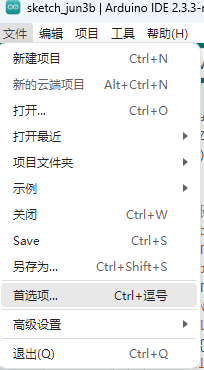 sketch_jun3b | Arduino IDE 2.3.3-
文件 编辑 项目 工具 帮助(H)
新建项目 Ctrl+N
新的云端项目 Alt+Ctrl+N
打开... Ctrl+O
打开最近
项目文件夹
示例
关闭 Ctrl+W
Save Ctrl+S
另存为... Ctrl+Shift+S
首选项... Ctrl+逗号
高级设置
退出(Q) Ctrl+Q